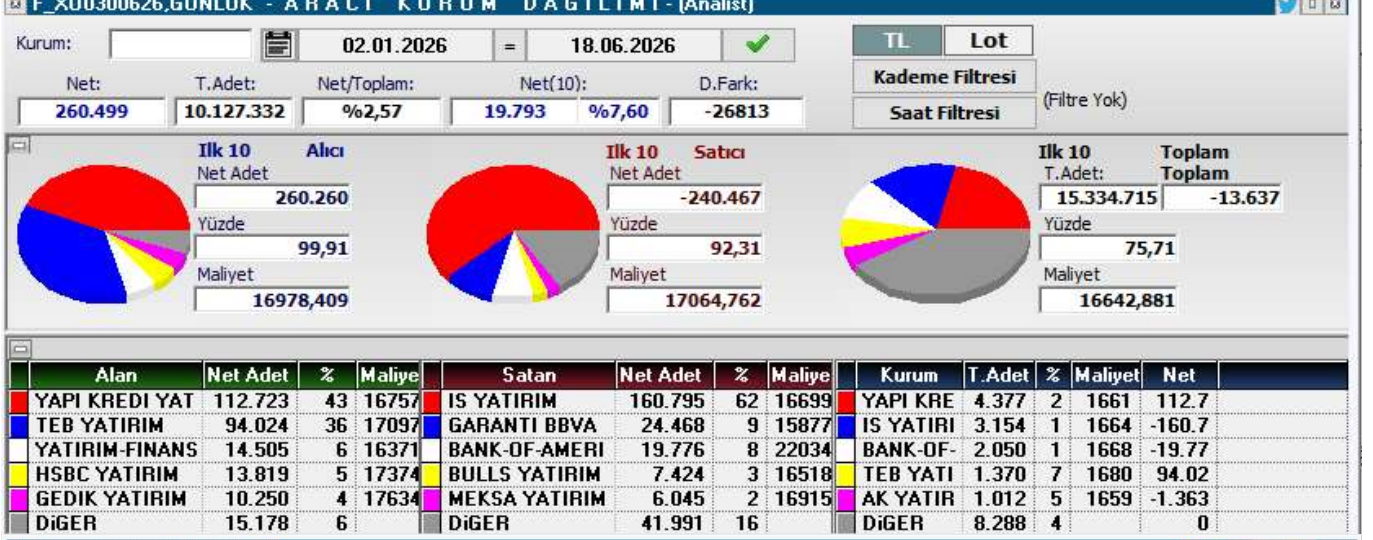 F_XU0300626,GUNLUK - A R A C I   K U R U M   D A G I L I M I - (Analist)
Kurum: 02.01.2026 = 18.06.2026 TL Lot
Net: T.Adet: Net/Toplam: Net(10): D.Fark: Kademe Filtresi
260.499 10.127.332 %2,57 19.793 %7,60 -26813 Saat Filtresi (Filtre Yok)
Ilk 10 Alıcı
Net Adet
260.260
Yüzde
99,91
Maliyet
16978,409
Ilk 10 Satıcı
Net Adet
-240.467
Yüzde
92,31
Maliyet
17064,762
Ilk 10 Toplam
T.Adet: Toplam
15.334.715 -13.637
Yüzde
75,71
Maliyet
16642,881
Alan Net Adet % Maliye Satan Net Adet % Maliye Kurum T.Adet % Maliyet Net
YAPI KREDI YAT 112.723 43 16757 IS YATIRIM 160.795 62 16699 YAPI KRE 4.377 2 1661 112.7
TEB YATIRIM 94.024 36 17097 GARANTI BBVA 24.468 9 15877 IS YATIRI 3.154 1 1664 -160.7
YATIRIM-FINANS 14.505 6 16371 BANK-OF-AMERI 19.776 8 22034 BANK-OF- 2.050 1 1668 -19.77
HSBC YATIRIM 13.819 5 17374 BULLS YATIRIM 7.424 3 16518 TEB YATI 1.370 7 1680 94.02
GEDIK YATIRIM 10.250 4 17634 MEKSA YATIRIM 6.045 2 16915 AK YATIR 1.012 5 1659 -1.363
DiGER 15.178 6 DiGER 41.991 16 DiGER 8.288 4 0